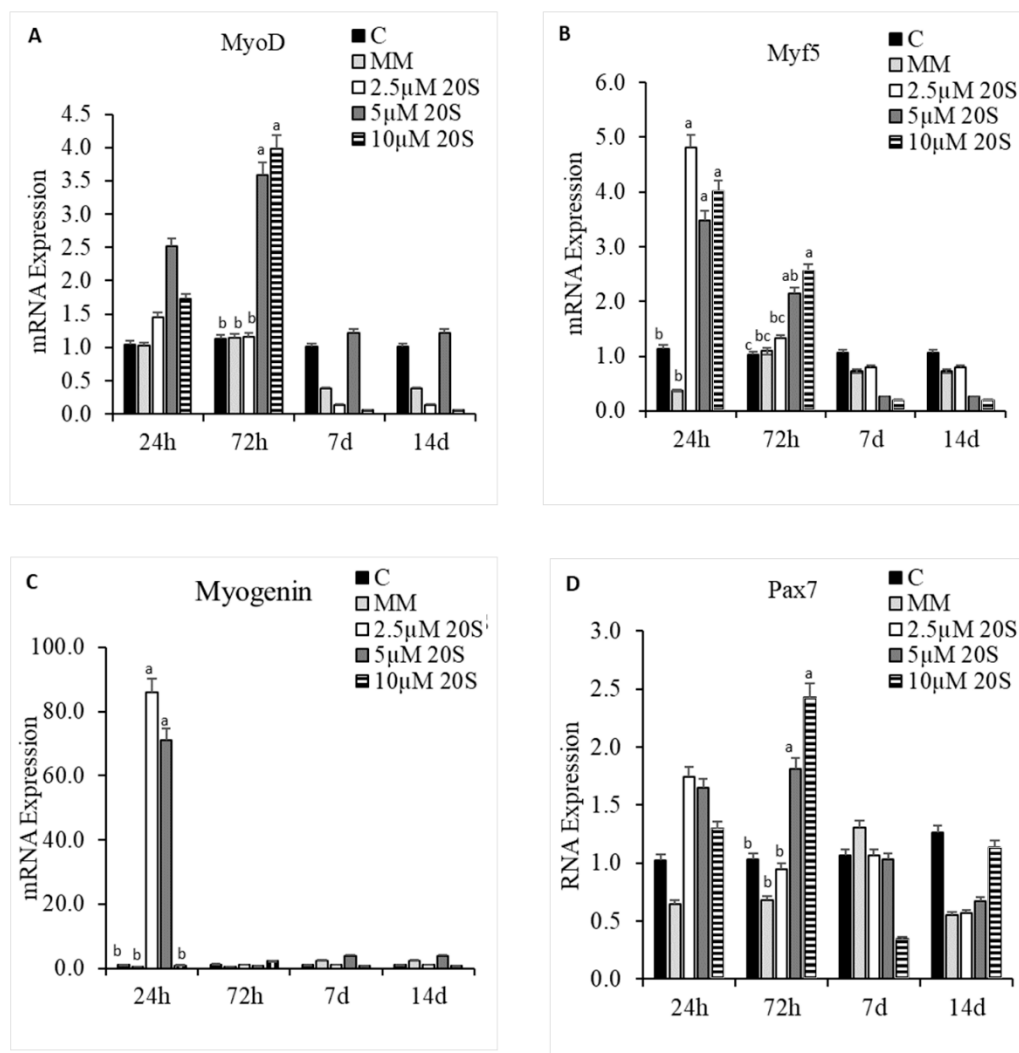 A
MyoD
C
MM
2.5µM 20S
5µM 20S
10µM 20S
mRNA Expression
4.5
4.0
3.5
3.0
2.5
2.0
1.5
1.0
0.5
0.0
b b b a a
24h 72h 7d 14d
B
Myf5
C
MM
2.5µM 20S
5µM 20S
10µM 20S
mRNA Expression
6.0
5.0
4.0
3.0
2.0
1.0
0.0
b b a a a
c bc bc ab a
24h 72h 7d 14d
C
Myogenin
C
MM
2.5µM 20S
5µM 20S
10µM 20S
mRNA Expression
100.0
80.0
60.0
40.0
20.0
0.0
b b a a b
24h 72h 7d 14d
D
Pax7
C
MM
2.5µM 20S
5µM 20S
10µM 20S
RNA Expression
3.0
2.5
2.0
1.5
1.0
0.5
0.0
b b b a a
24h 72h 7d 14d